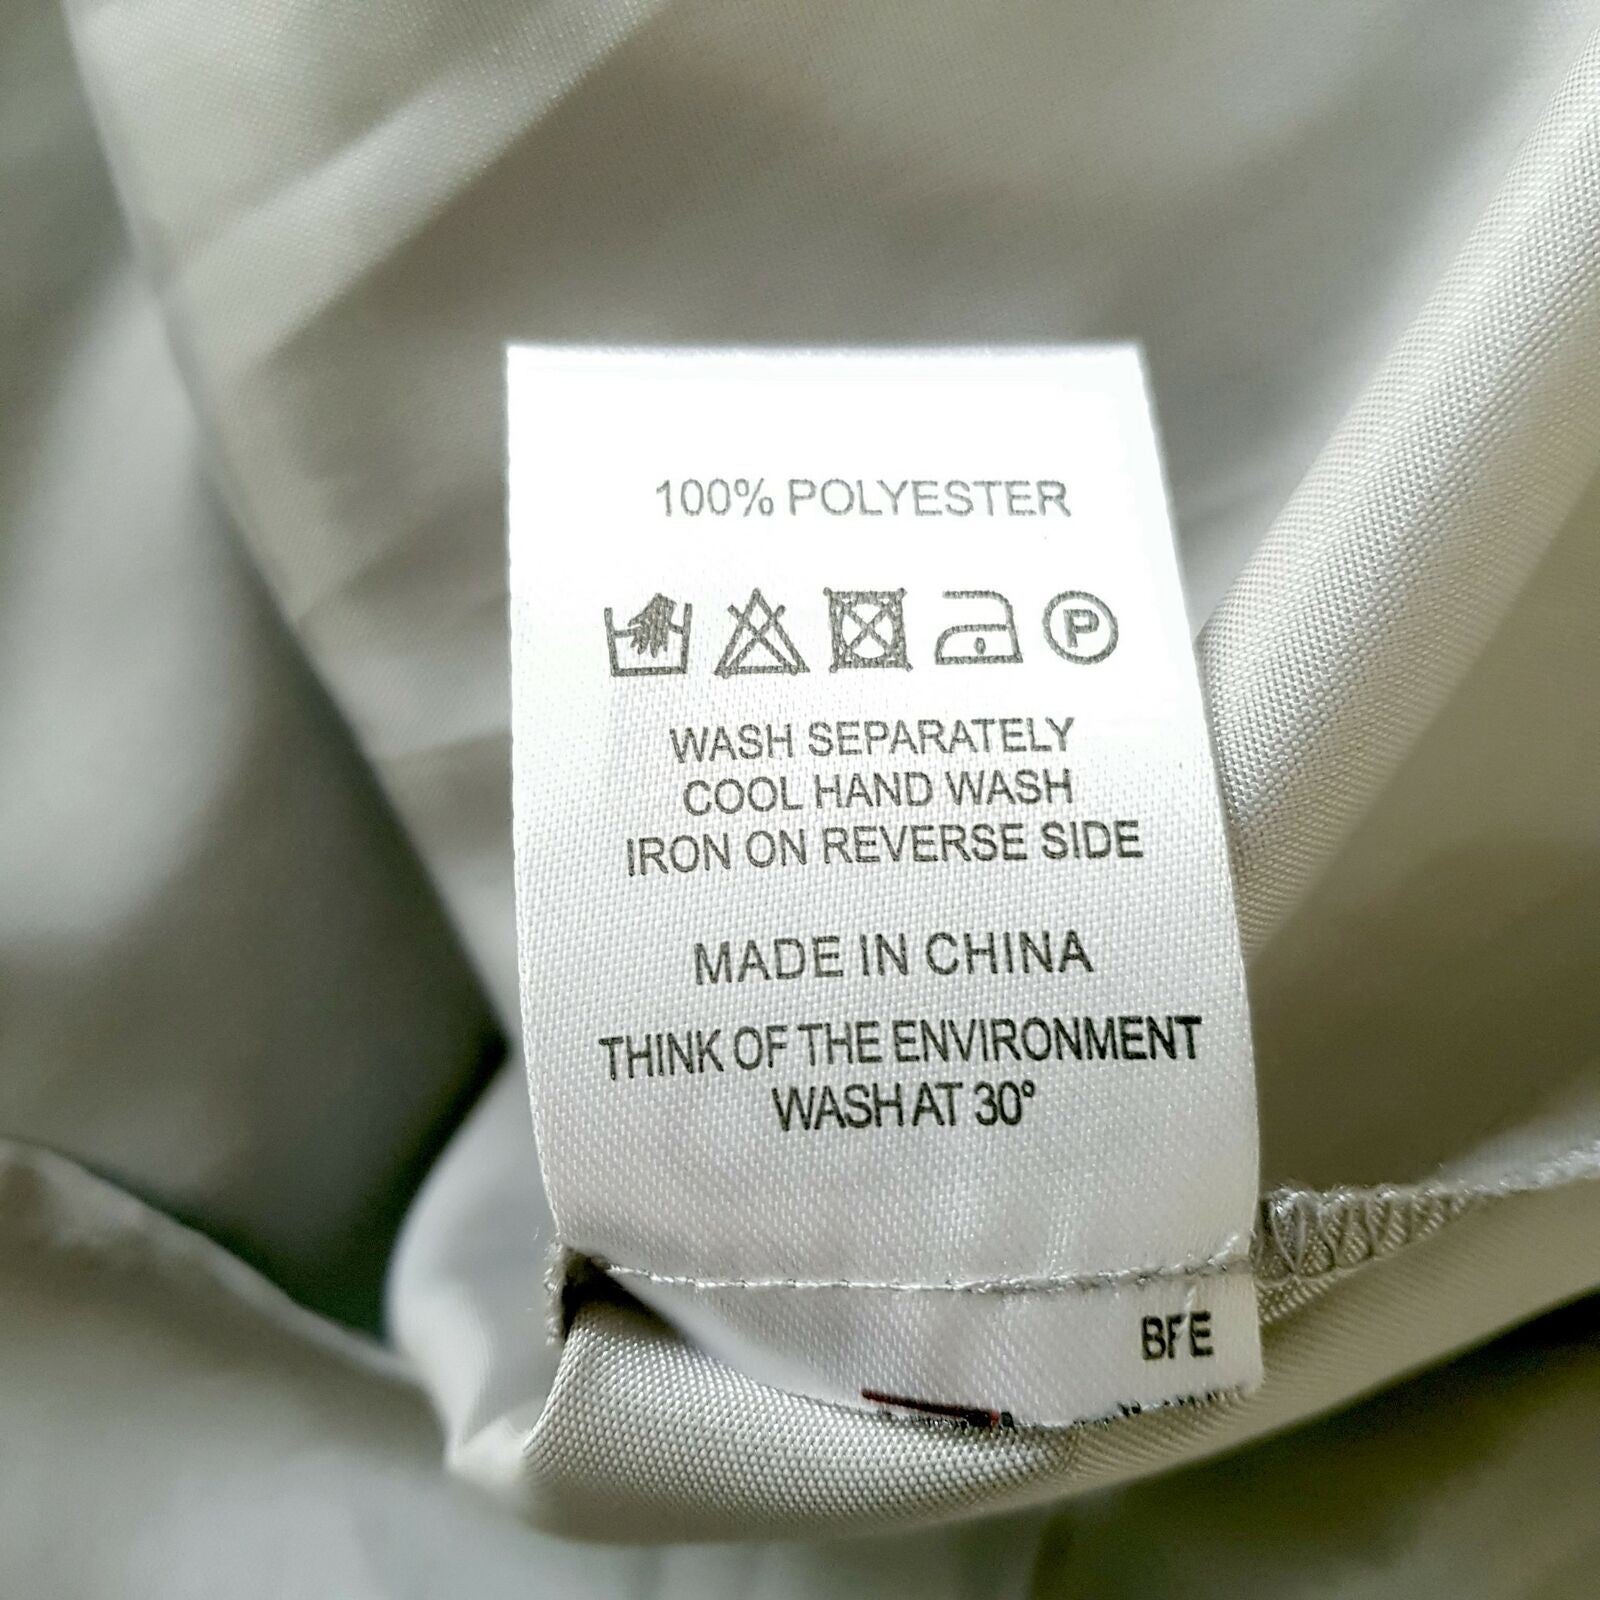 100% POLYESTER
P
WASH SEPARATELY
COOL HAND WASH
IRON ON REVERSE SIDE
MADE IN CHINA
THINK OF THE ENVIRONMENT
WASH AT 30°
BFE